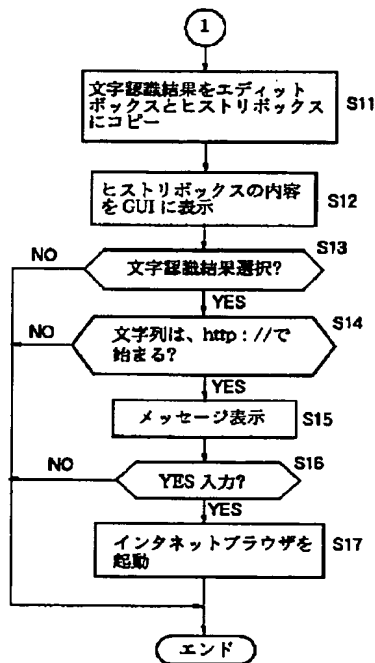 1
文字認識結果をエディット
ボックスとヒストリボックス
にコピー
S11
ヒストリボックスの内容
をGUIに表示
S12
S13
NO
文字認識結果選択?
YES
S14
NO
文字列は、http://で
始まる?
YES
メッセージ表示
S15
S16
NO
YES入力?
YES
インタネットブラウザを
起動
S17
エンド